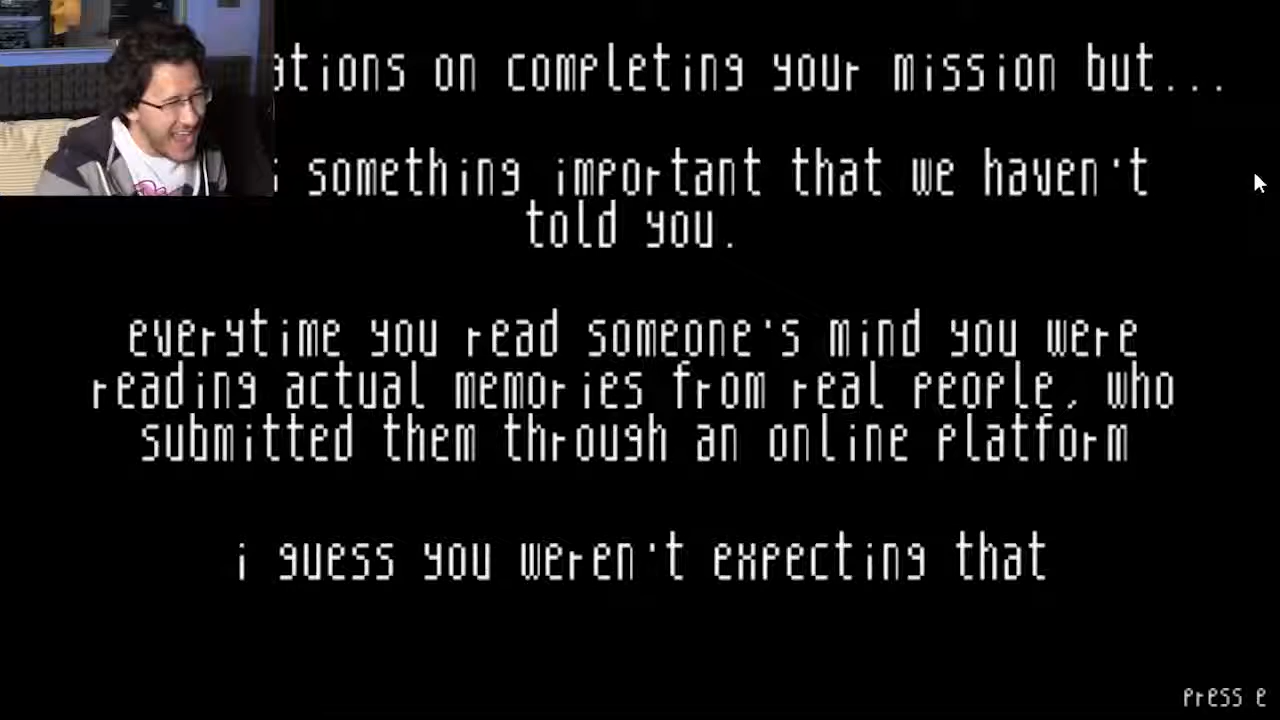 ations on completing your mission but...
something important that we haven't
told you.
everytime you read someone's mind you were
reading actual memories from real people, who
submitted them through an online platform
i guess you weren't expecting that
press e